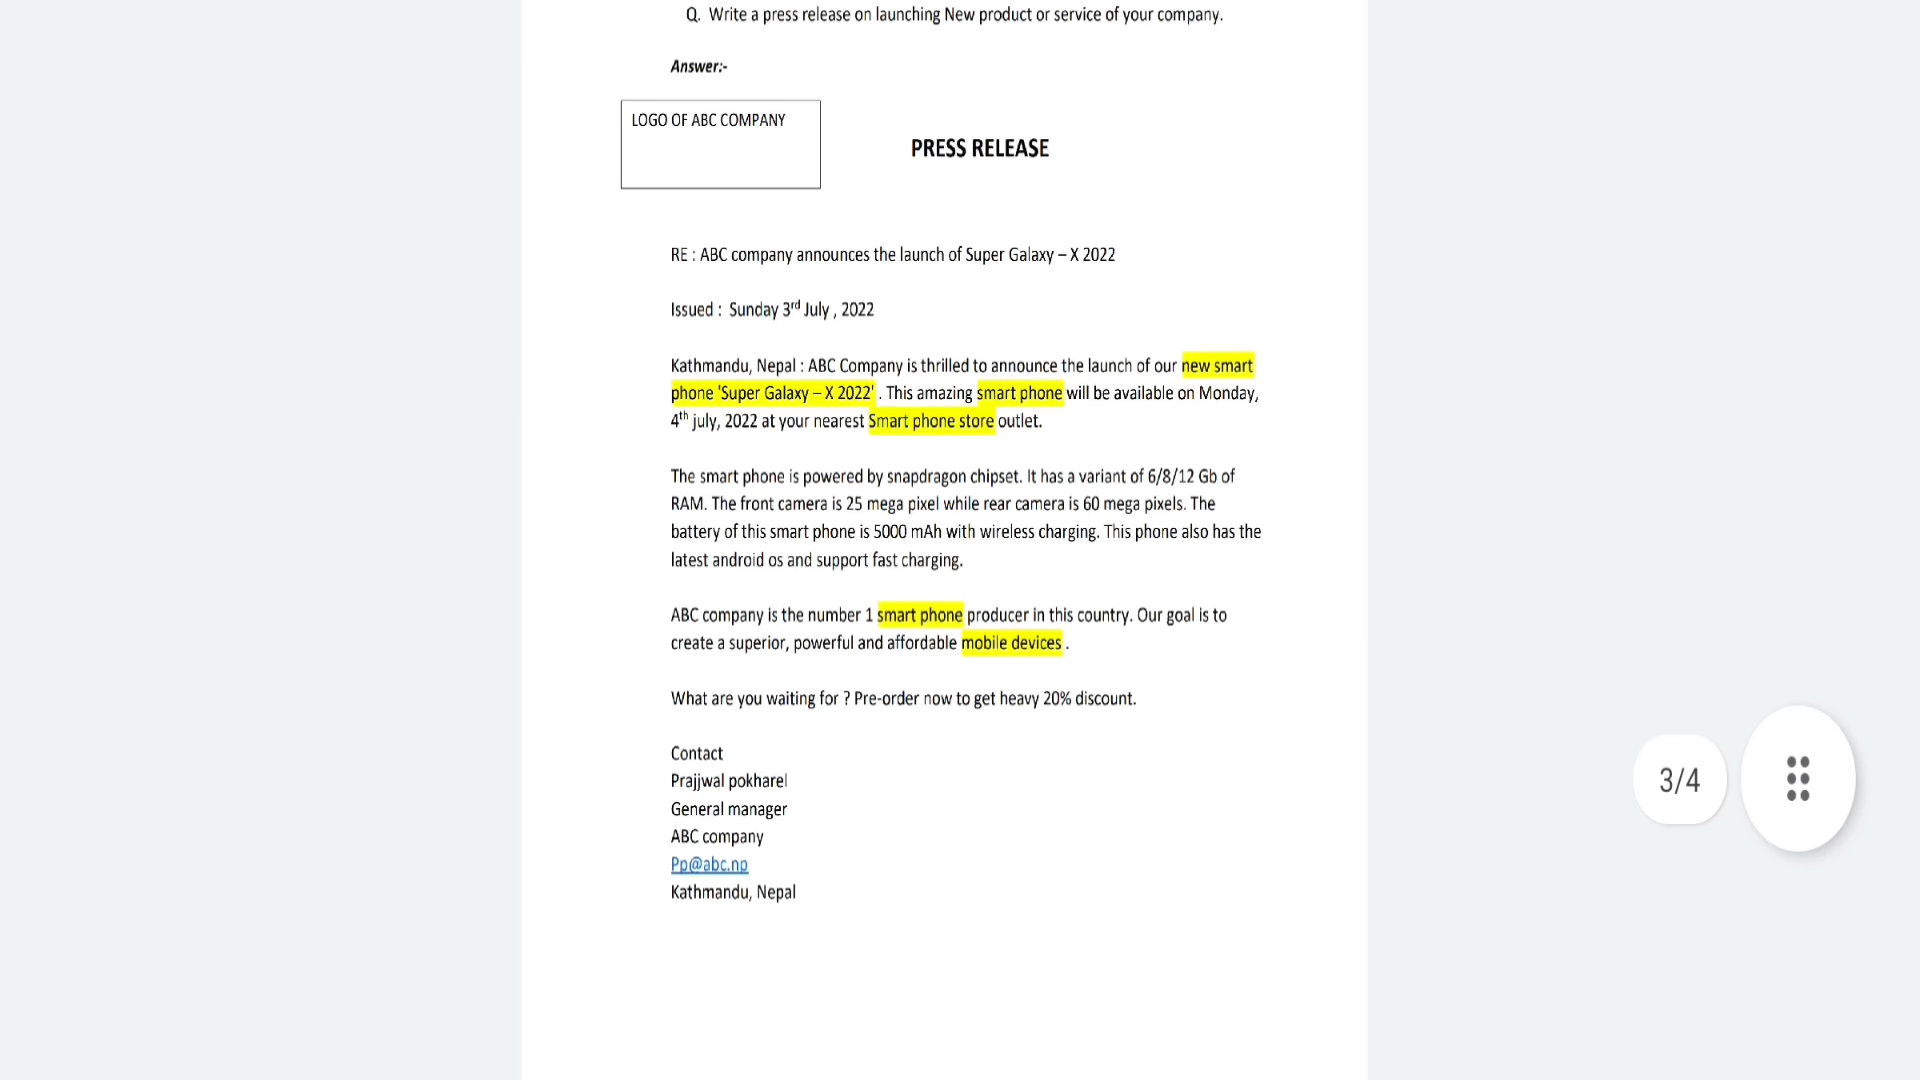 Q. Write a press release on launching New product or service of your company.
Answer:-
LOGO OF ABC COMPANY
PRESS RELEASE
RE : ABC company announces the launch of Super Galaxy – X 2022
Issued : Sunday 3rd July , 2022
Kathmandu, Nepal : ABC Company is thrilled to announce the launch of our new smart
phone 'Super Galaxy – X 2022' . This amazing smart phone will be available on Monday,
4th july, 2022 at your nearest Smart phone store outlet.
The smart phone is powered by snapdragon chipset. It has a variant of 6/8/12 Gb of
RAM. The front camera is 25 mega pixel while rear camera is 60 mega pixels. The
battery of this smart phone is 5000 mAh with wireless charging. This phone also has the
latest android os and support fast charging.
ABC company is the number 1 smart phone producer in this country. Our goal is to
create a superior, powerful and affordable mobile devices .
What are you waiting for ? Pre-order now to get heavy 20% discount.
Contact
Prajjwal pokharel
General manager
ABC company
Pp@abc.np
Kathmandu, Nepal
3/4